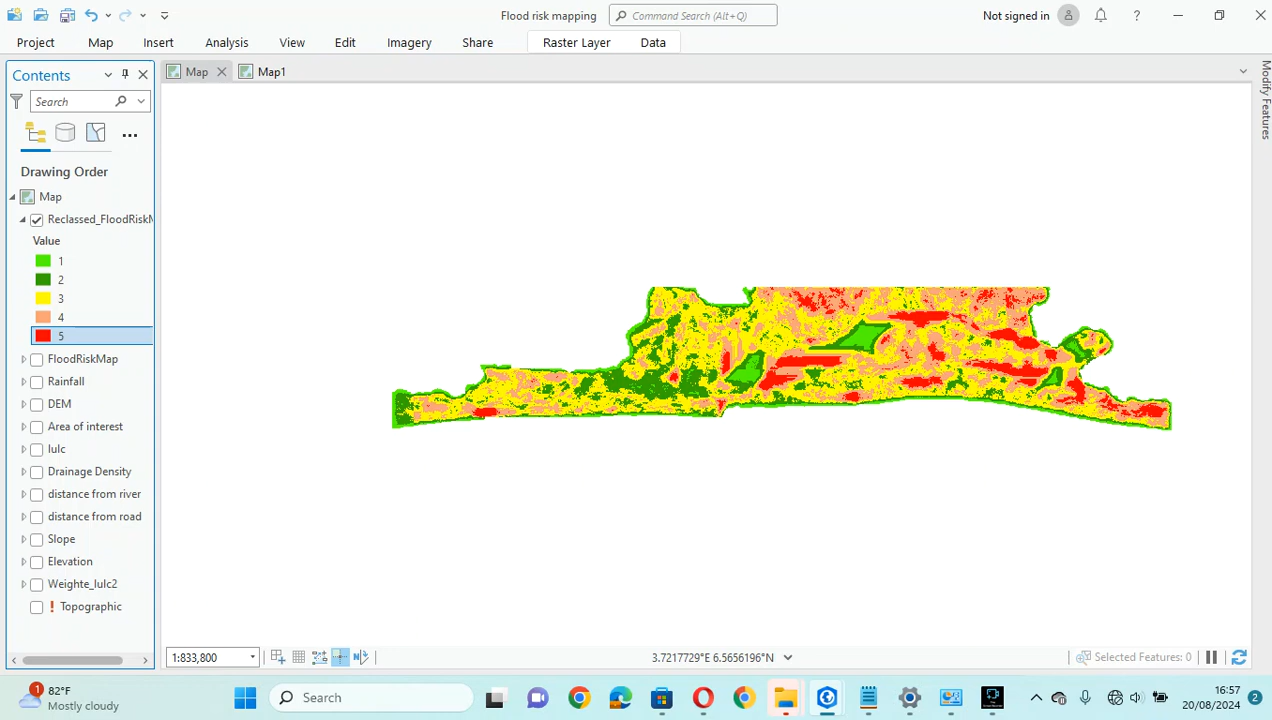 Flood risk mapping
Command Search (Alt+Q)
Not signed in
?
Project Map Insert Analysis View Edit Imagery Share Raster Layer Data
Contents
Map
Map1
Modify Features
Search
Drawing Order
Map
Reclassed_FloodRiskM
Value
1
2
3
4
5
FloodRiskMap
Rainfall
DEM
Area of interest
lulc
Drainage Density
distance from river
distance from road
Slope
Elevation
Weighte_lulc2
! Topographic
1:833,800
3.7217729°E 6.5656196°N
Selected Features: 0
1
82°F
Mostly cloudy
Search
16:57
20/08/2024
2